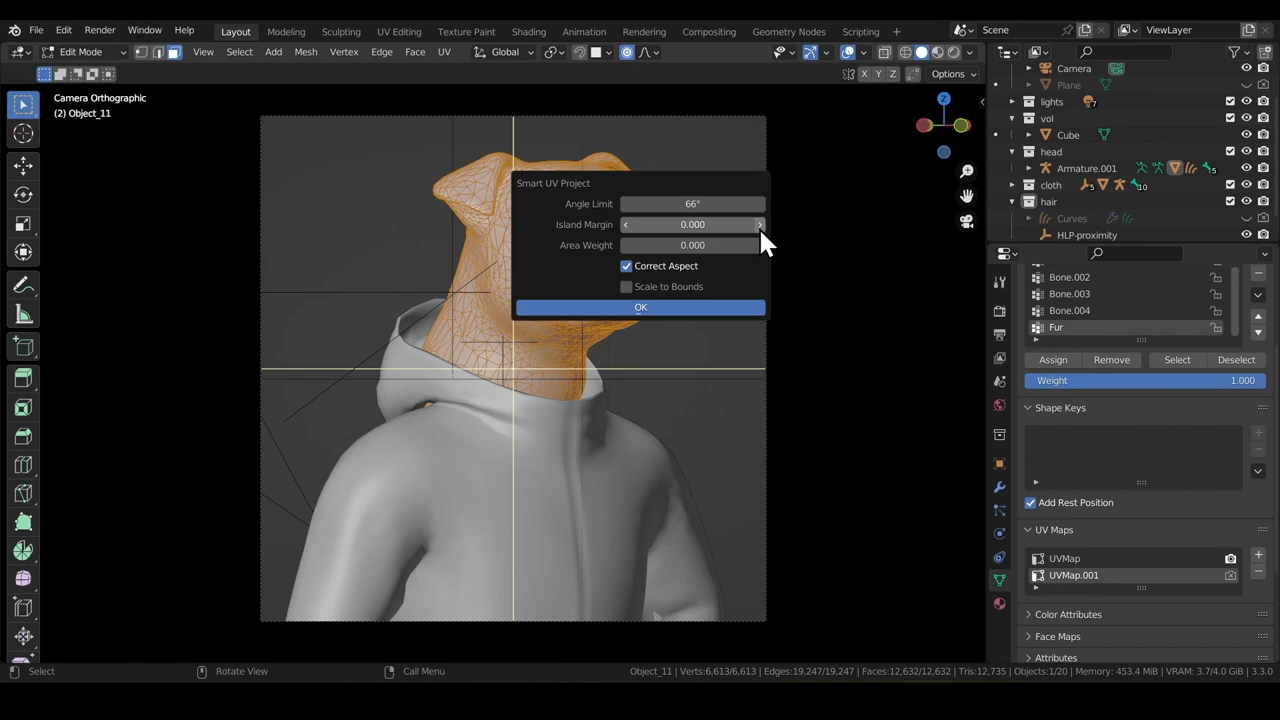 File Edit Render Window Help Layout Modeling Sculpting UV Editing Texture Paint Shading Animation Rendering Compositing Geometry Nodes Scripting + Scene ViewLayer
Edit Mode View Select Add Mesh Vertex Edge Face UV Global
X Y Z Options
Camera Orthographic
(2) Object_11
Z
Smart UV Project
Angle Limit 66°
Island Margin 0.000
Area Weight 0.000
Correct Aspect
Scale to Bounds
OK
Camera
Plane
lights 7
vol
Cube
head
Armature.001 5
cloth 5 2 10
hair
Curves
HLP-proximity
Bone.002
Bone.003
Bone.004
Fur
Assign Remove Select Deselect
Weight 1.000
Shape Keys
Add Rest Position
UV Maps
UVMap
UVMap.001
Color Attributes
Face Maps
Attributes
Select Rotate View Call Menu Object_11 | Verts:6,613/6,613 | Edges:19,247/19,247 | Faces:12,632/12,632 | Tris:12,735 | Objects:1/20 | Memory: 453.4 MiB | VRAM: 3.7/4.0 GiB | 3.3.0